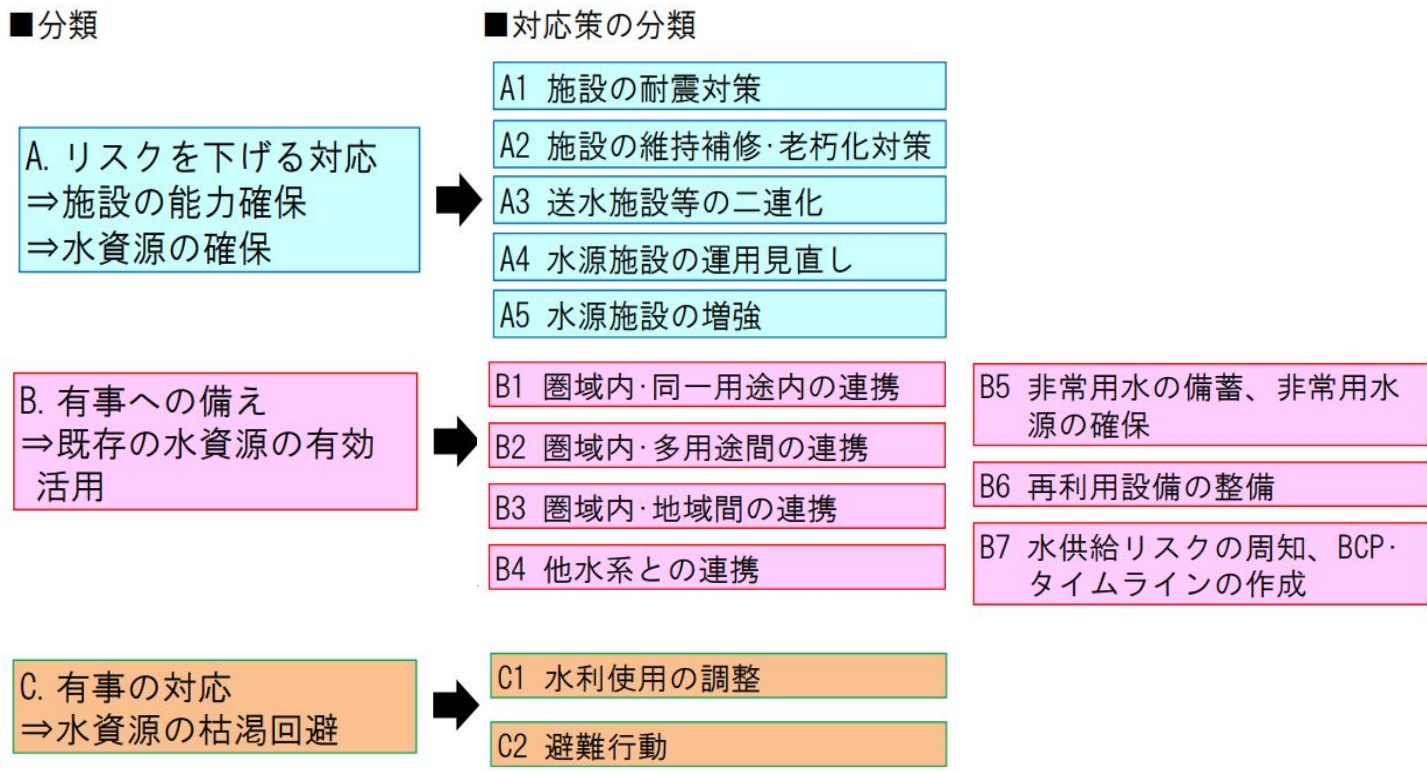 ■分類
■対応策の分類
A. リスクを下げる対応
⇒施設の能力確保
⇒水資源の確保
A1 施設の耐震対策
A2 施設の維持補修･老朽化対策
A3 送水施設等の二連化
A4 水源施設の運用見直し
A5 水源施設の増強
B. 有事への備え
⇒既存の水資源の有効
活用
B1 圏域内･同一用途内の連携
B2 圏域内･多用途間の連携
B3 圏域内･地域間の連携
B4 他水系との連携
B5 非常用水の備蓄、非常用水
源の確保
B6 再利用設備の整備
B7 水供給リスクの周知、BCP･
タイムラインの作成
C. 有事の対応
⇒水資源の枯渇回避
C1 水利使用の調整
C2 避難行動